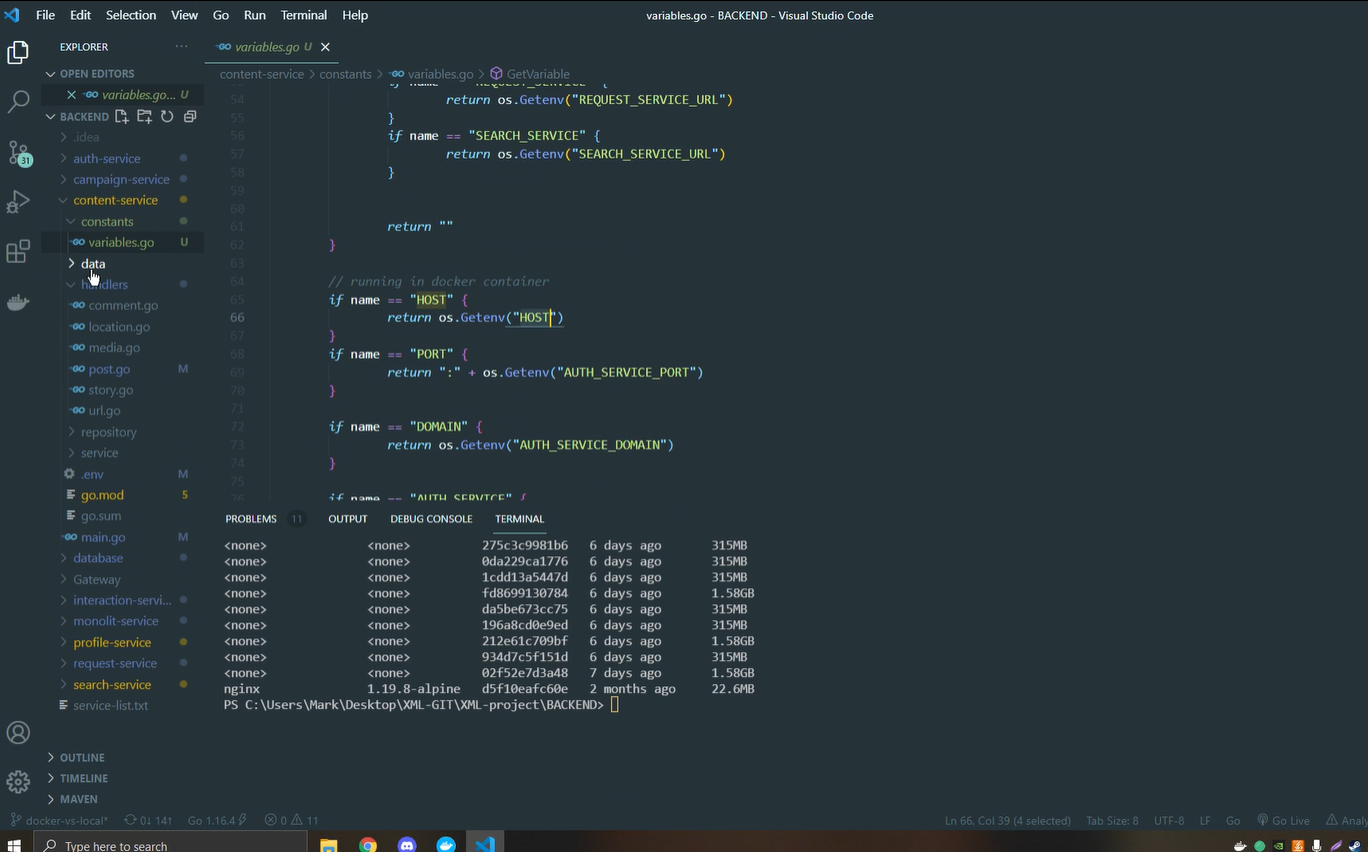 File Edit Selection View Go Run Terminal Help
variables.go - BACKEND - Visual Studio Code
EXPLORER ···
variables.go U
OPEN EDITORS
variables.go... U
BACKEND
.idea
auth-service
campaign-service
content-service
constants
variables.go U
data
handlers
comment.go
location.go
media.go
post.go M
story.go
url.go
repository
service
.env M
go.mod 5
go.sum
main.go M
database
Gateway
interaction-servi...
monolit-service
profile-service
request-service
search-service
service-list.txt
OUTLINE
TIMELINE
MAVEN
31
content-service > constants > variables.go > GetVariable
54 return os.Getenv("REQUEST_SERVICE_URL")
55 }
56 if name == "SEARCH_SERVICE" {
57 return os.Getenv("SEARCH_SERVICE_URL")
58 }
59
60
61 return ""
62 }
63
64 // running in docker container
65 if name == "HOST" {
66 return os.Getenv("HOST")
67 }
68 if name == "PORT" {
69 return ":" + os.Getenv("AUTH_SERVICE_PORT")
70 }
71
72 if name == "DOMAIN" {
73 return os.Getenv("AUTH_SERVICE_DOMAIN")
74 }
75
76 if name == "AUTH_SERVICE" {
PROBLEMS 11 OUTPUT DEBUG CONSOLE TERMINAL
<none> <none> 275c3c9981b6 6 days ago 315MB
<none> <none> 0da229ca1776 6 days ago 315MB
<none> <none> 1cdd13a5447d 6 days ago 315MB
<none> <none> fd8699130784 6 days ago 1.58GB
<none> <none> da5be673cc75 6 days ago 315MB
<none> <none> 196a8cd0e9ed 6 days ago 315MB
<none> <none> 212e61c709bf 6 days ago 1.58GB
<none> <none> 934d7c5f151d 6 days ago 315MB
<none> <none> 02f52e7d3a48 7 days ago 1.58GB
nginx 1.19.8-alpine d5f10eafc60e 2 months ago 22.6MB
PS C:\Users\Mark\Desktop\XML-GIT\XML-project\BACKEND>
docker-vs-local* 0↓ 14↑ Go 1.16.4 0 11 Ln 66, Col 39 (4 selected) Tab Size: 8 UTF-8 LF Go Go Live Analy
Type here to search